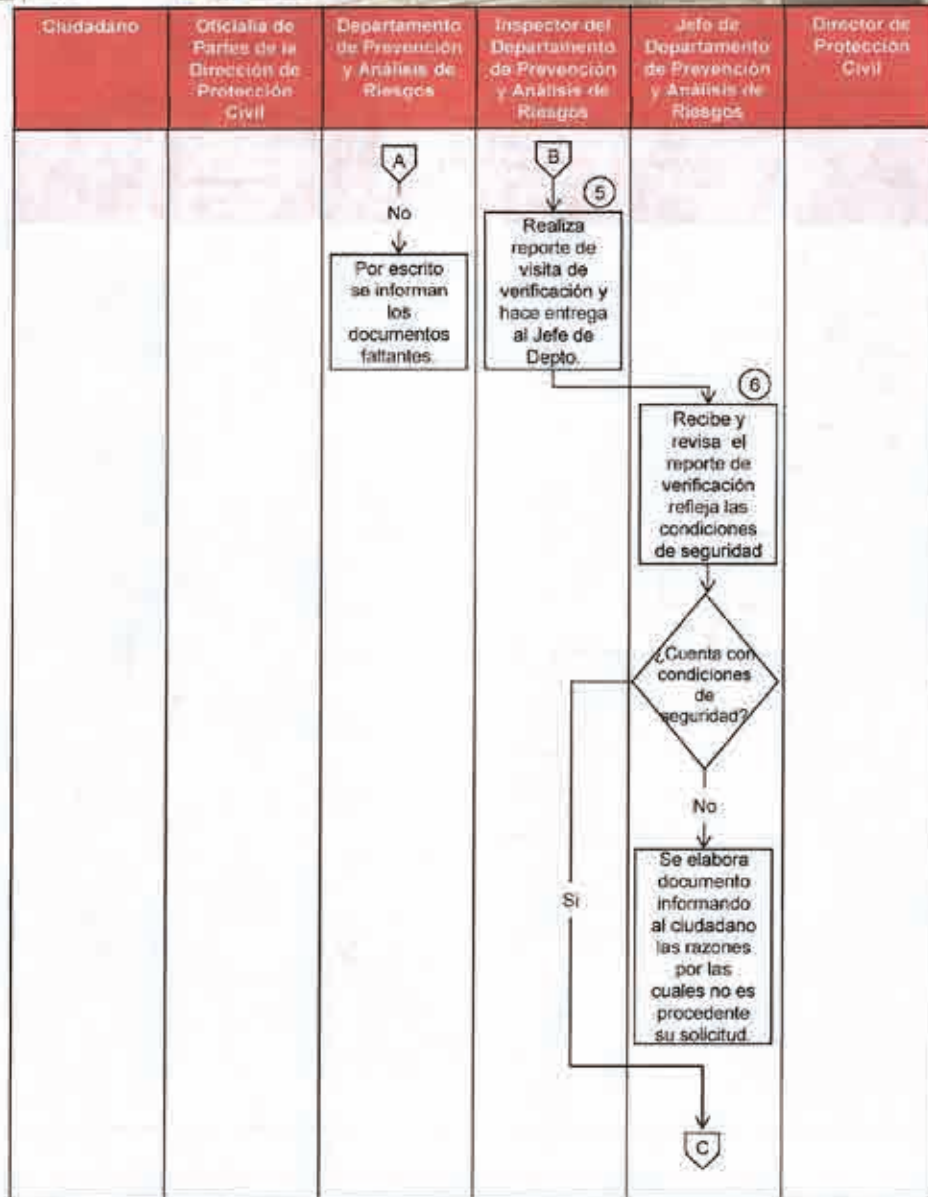 Ciudadano
Oficialia de
Partes de la
Dirección de
Protección
Civil
Departamento
de Prevención
y Análisis de
Riesgos
Inspector del
Departamento
de Prevención
y Análisis de
Riesgos
Jefe de
Departamento
de Prevención
y Análisis de
Riesgos
Director de
Protección
Civil
A
No
Por escrito
se informan
los
documentos
faltantes.
B
5
Realiza
reporte de
visita de
verificación y
hace entrega
al Jefe de
Depto.
6
Recibe y
revisa el
reporte de
verificación
refleja las
condiciones
de seguridad
¿Cuenta con
condiciones
de
seguridad?
No
Si
Se elabora
documento
informando
al ciudadano
las razones
por las
cuales no es
procedente
su solicitud.
C